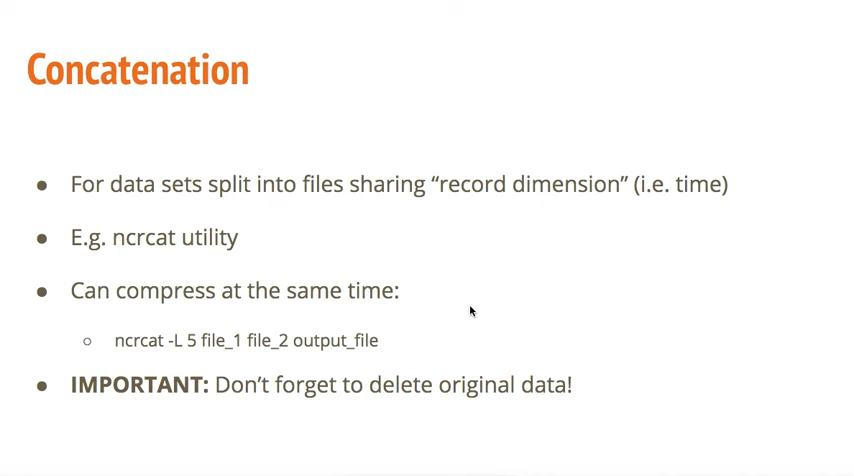 Concatenation
● For data sets split into files sharing “record dimension” (i.e. time)
● E.g. ncrcat utility
● Can compress at the same time:
○ ncrcat -L 5 file_1 file_2 output_file
● IMPORTANT: Don’t forget to delete original data!